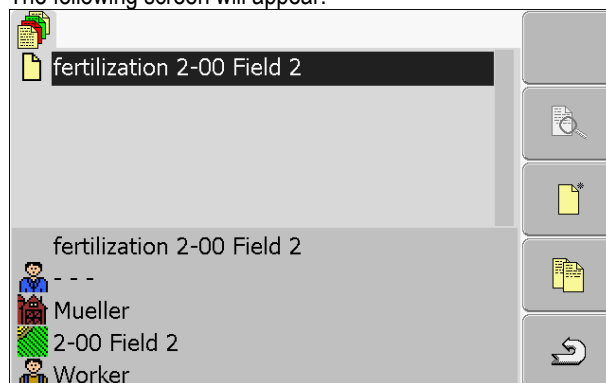 The following screen will appear:
fertilization 2-00 Field 2
fertilization 2-00 Field 2
- - -
Mueller
2-00 Field 2
Worker